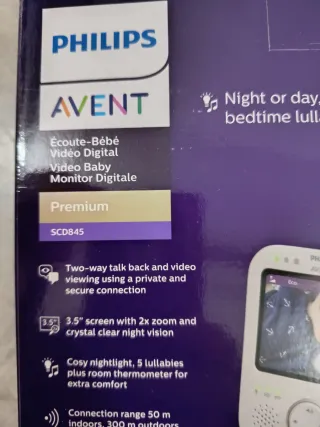 PHILIPS
AVENT
Écoute-Bébé
Vidéo Digital
Video Baby
Monitor Digitale
Premium
SCD845
Night or day,
bedtime
Two-way talk back and video
viewing using a private and
secure connection
3.5"
3.5" screen with 2x zoom and
crystal clear night vision
Cosy nightlight, 5 lullabies
plus room thermometer for
extra comfort
Connection range 50 m
indoors, 300 m outdoors